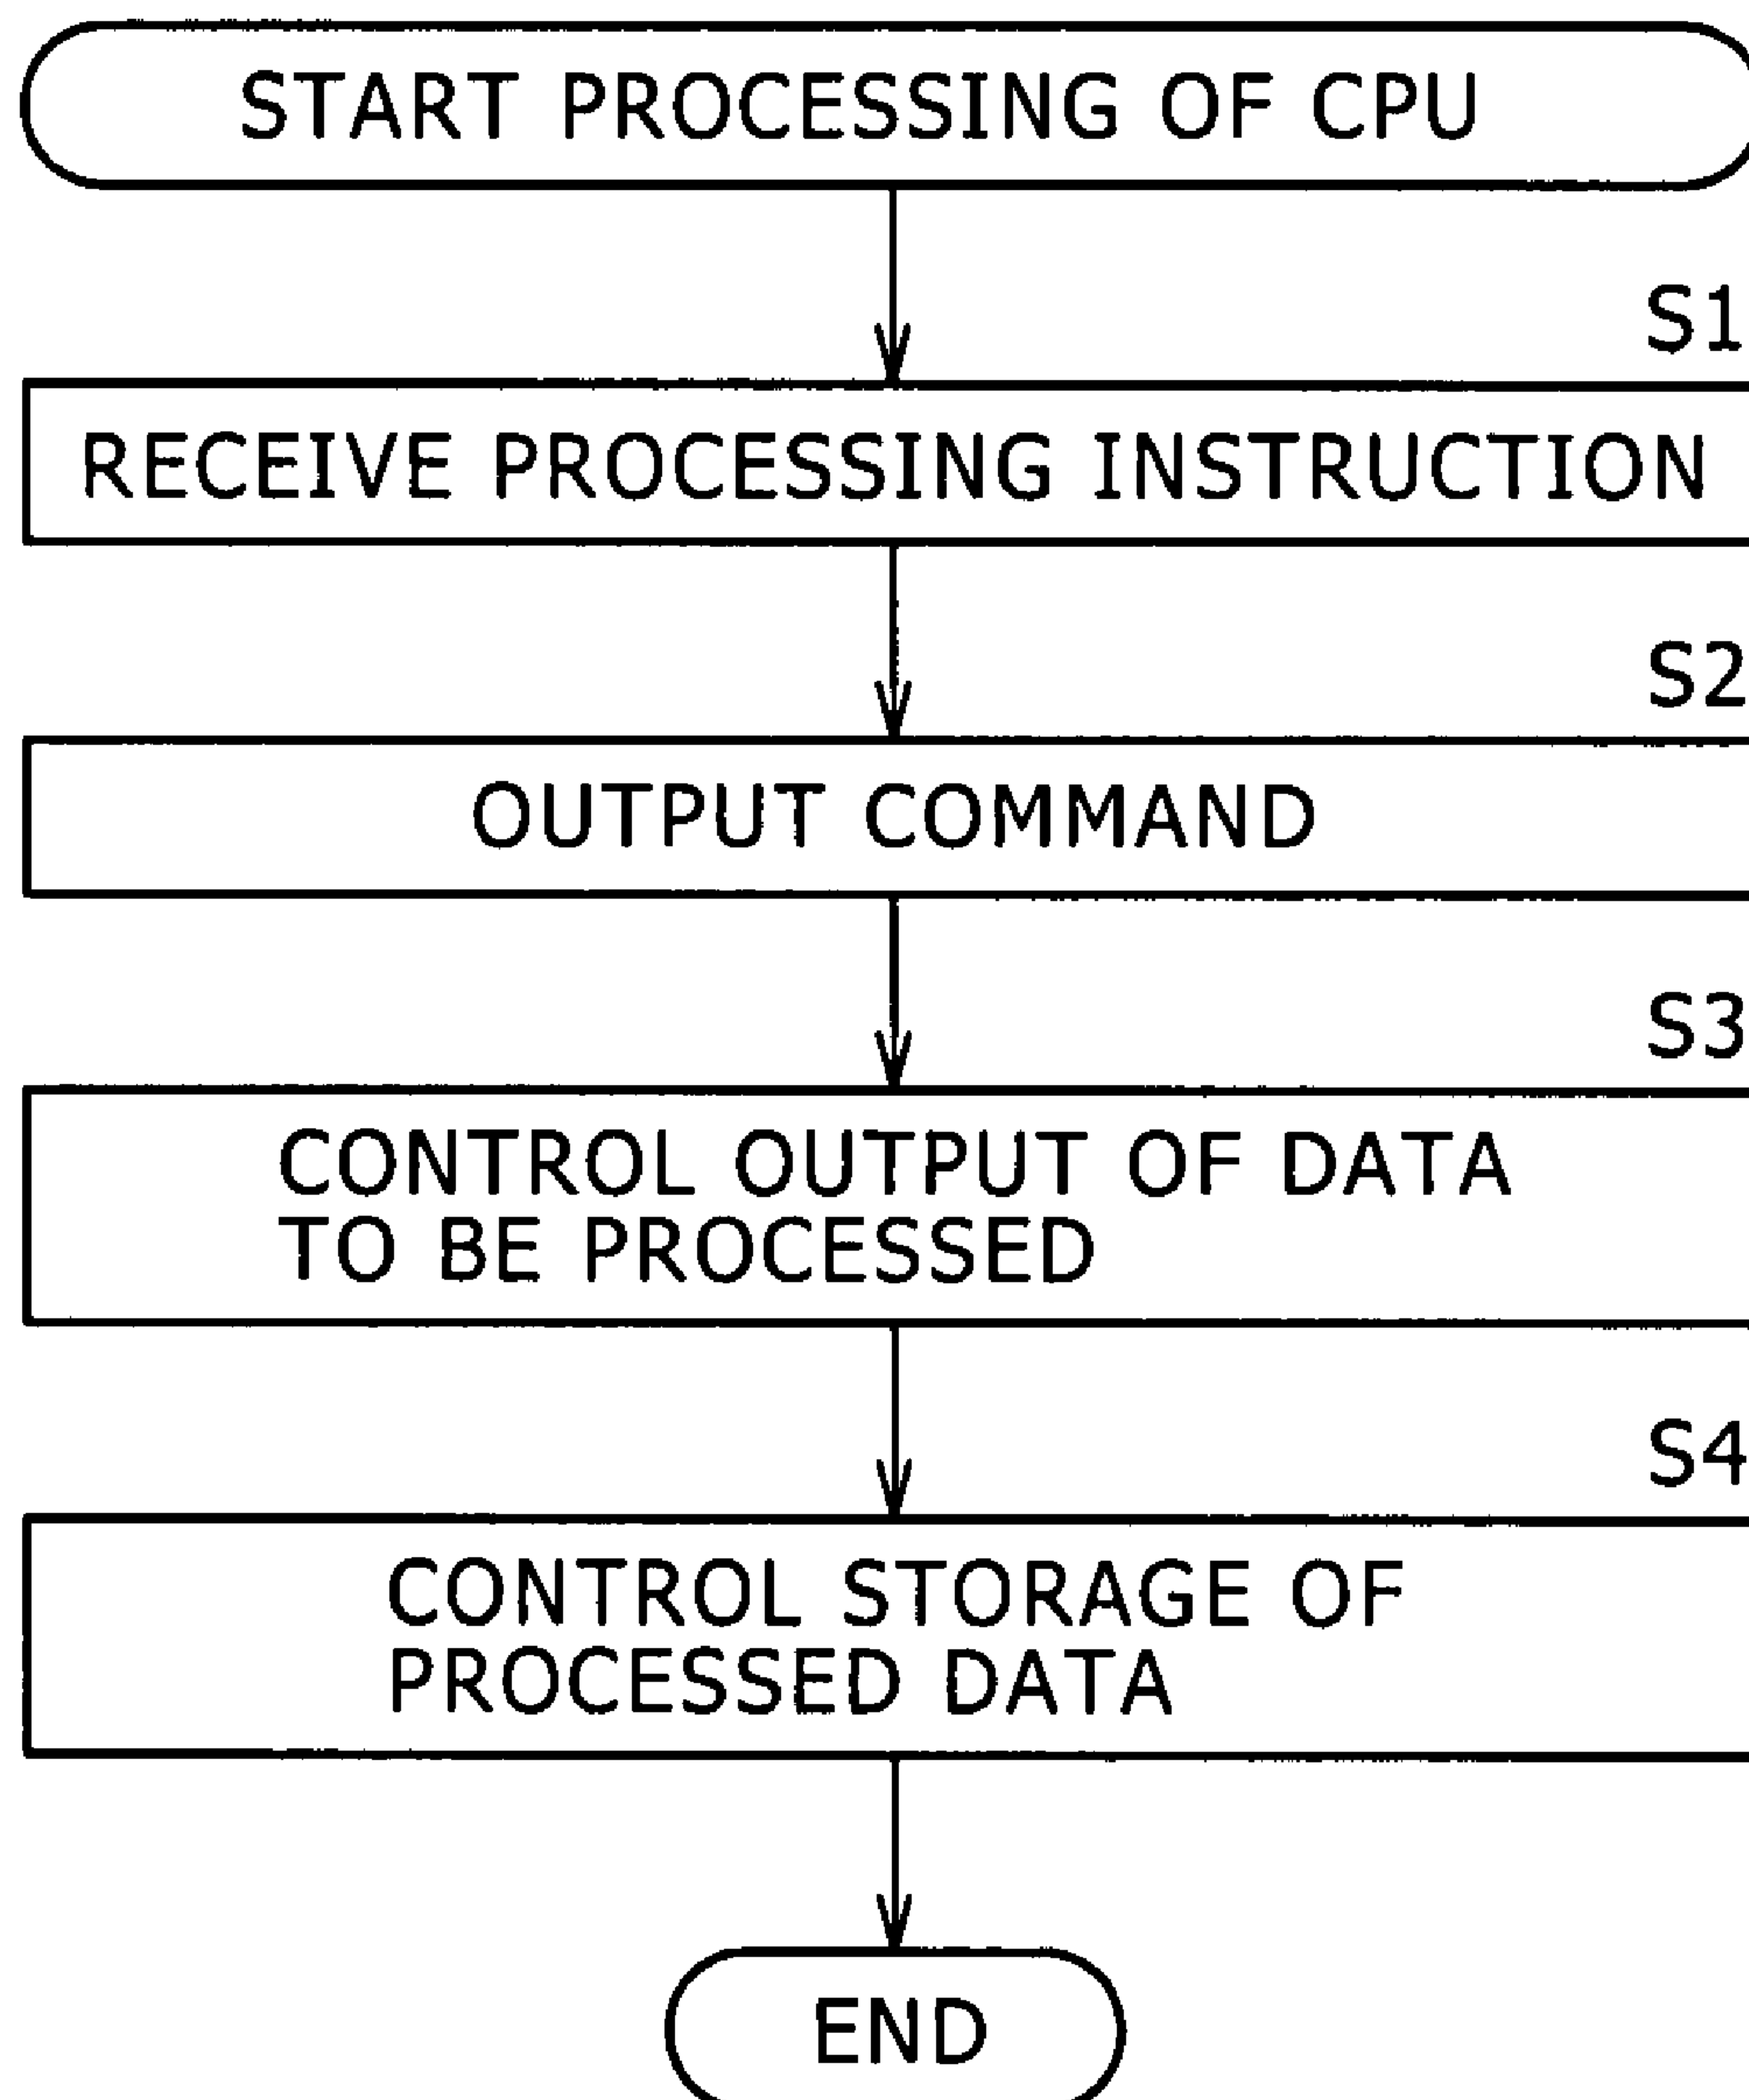 START PROCESSING OF CPU
S1
RECEIVE PROCESSING INSTRUCTION
S2
OUTPUT COMMAND
S3
CONTROL OUTPUT OF DATA
TO BE PROCESSED
S4
CONTROL STORAGE OF
PROCESSED DATA
END